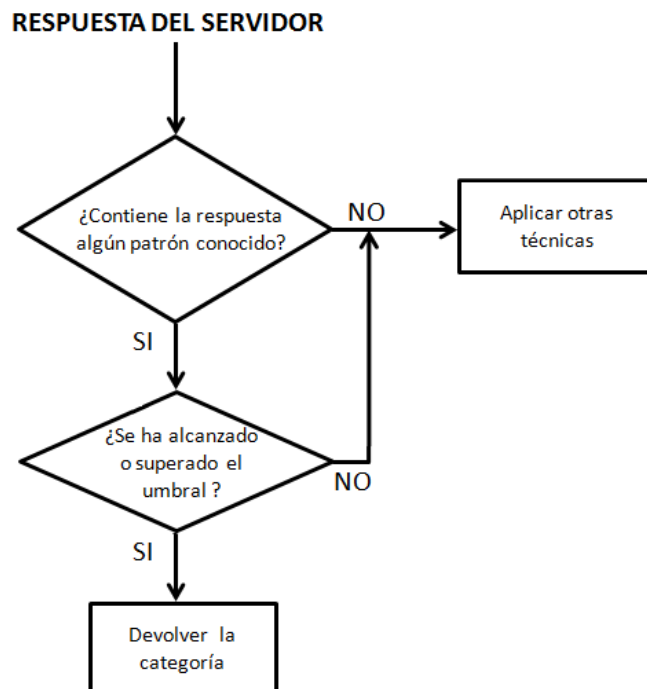 RESPUESTA DEL SERVIDOR
¿Contiene la respuesta
algún patrón conocido?
NO
Aplicar otras
técnicas
SI
¿Se ha alcanzado
o superado el
umbral ?
NO
SI
Devolver la
categoría